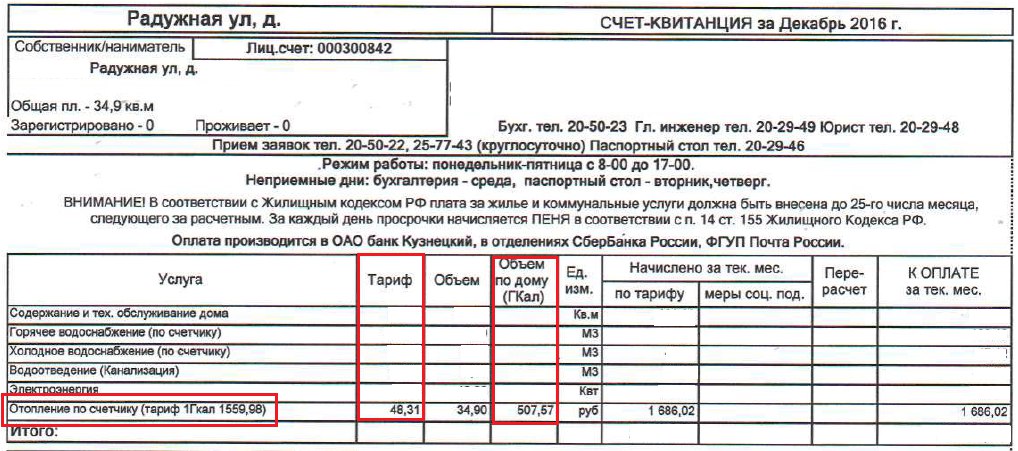 Радужная ул, д.
СЧЕТ-КВИТАНЦИЯ за Декабрь 2016 г.
Собственник/наниматель Лиц.счет: 000300842
Радужная ул, д.
Общая пл. - 34,9 кв.м
Зарегистрировано - 0 Проживает - 0
Бухг. тел. 20-50-23 Гл. инженер тел. 20-29-49 Юрист тел. 20-29-48
Прием заявок тел. 20-50-22, 25-77-43 (круглосуточно) Паспортный стол тел. 20-29-46
Режим работы: понедельник-пятница с 8-00 до 17-00.
Неприемные дни: бухгалтерия - среда, паспортный стол - вторник,четверг.
ВНИМАНИЕ! В соответствии с Жилищным кодексом РФ плата за жилье и коммунальные услуги должна быть внесена до 25-го числа месяца,
следующего за расчетным. За каждый день просрочки начисляется ПЕНЯ в соответствии с п. 14 ст. 155 Жилищного Кодекса РФ.
Оплата производится в ОАО банк Кузнецкий, в отделениях СберБанка России, ФГУП Почта России.
Услуга Тариф Объем Объем по дому (ГКал) Ед. изм. Начислено за тек. мес. Пере-расчет К ОПЛАТЕ за тек. мес.
по тарифу меры соц. под.
Содержание и тех. обслуживание дома Кв.м
Горячее водоснабжение (по счетчику) М3
Холодное водоснабжение (по счетчику) М3
Водоотведение (Канализация) М3
Электроэнергия Квт
Отопление по счетчику (тариф 1Гкал 1559,98) 48,31 34,90 507,57 руб 1 686,02 1 686,02
Итого: